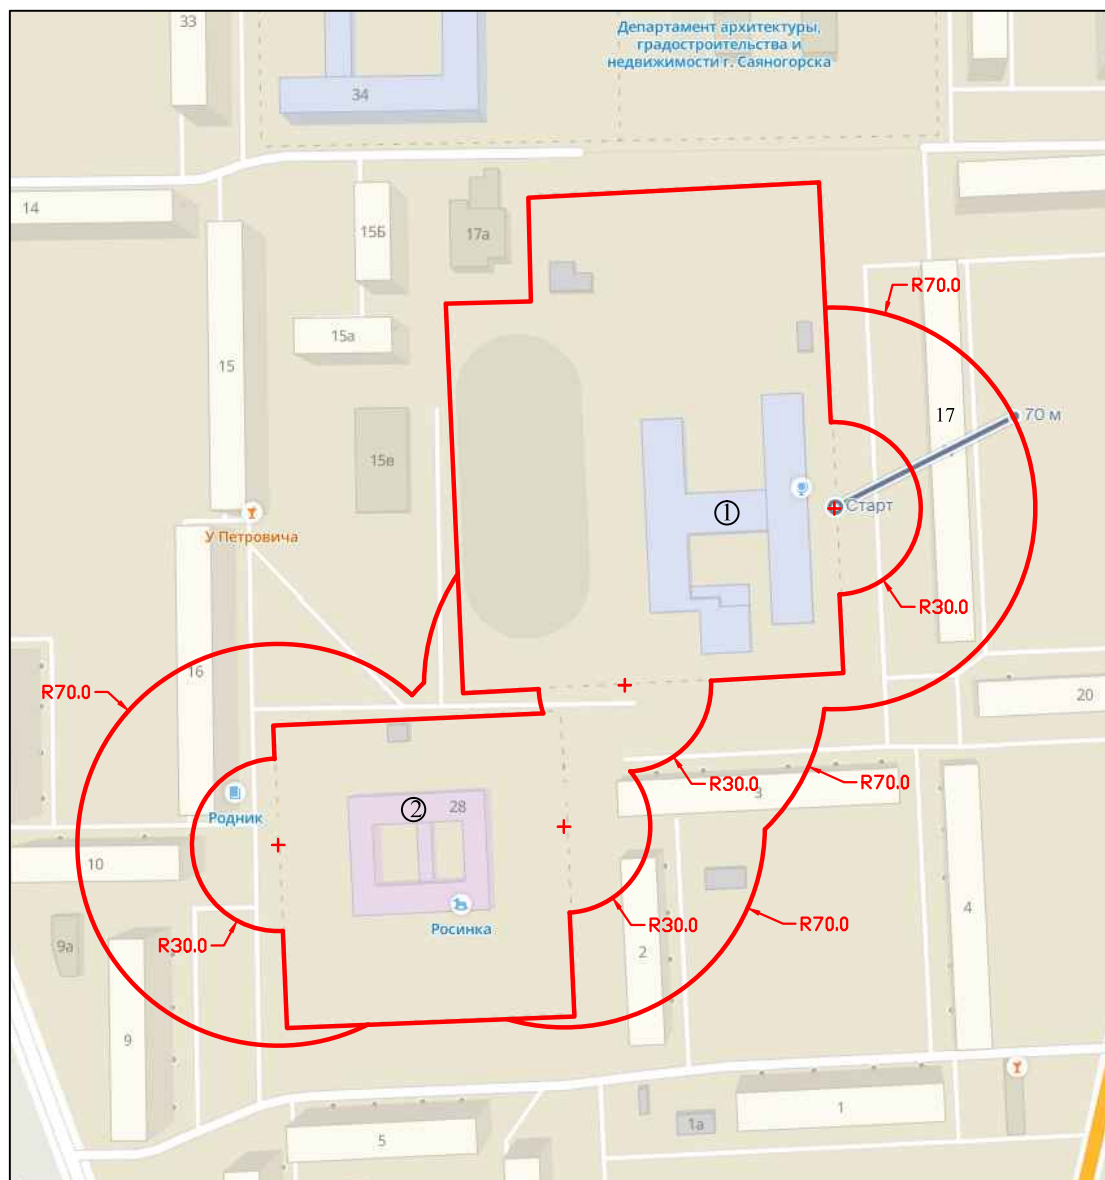 33
Департамент архитектуры,
градостроительства и
недвижимости г. Саяногорска
34
14
15Б
17а
R70.0
15а
15
17
70 м
15в
①
Старт
У Петровича
R30.0
16
R70.0
20
R30.0
R70.0
3
Родник
②
28
10
R30.0
R70.0
Росинка
R30.0
9а
2
4
9
1
1а
5